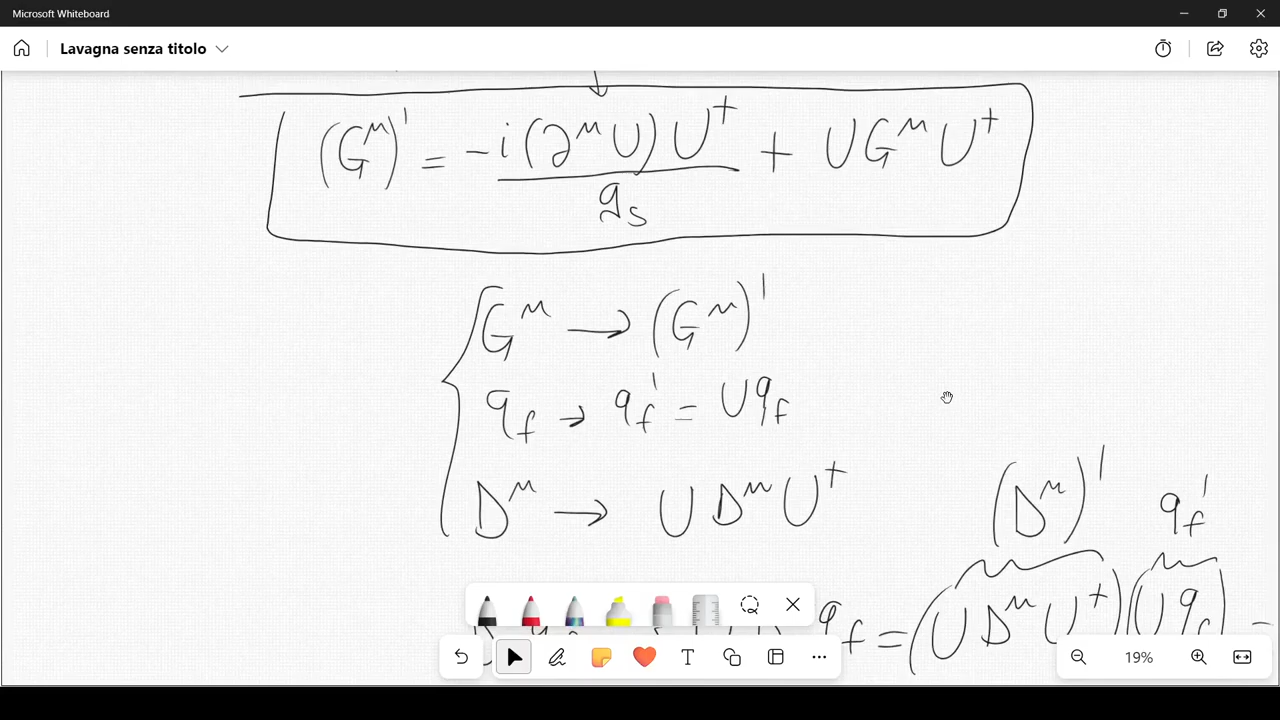 Microsoft Whiteboard
Lavagna senza titolo
(G^μ)' = -i(∂^μ U)U^† / g_s + U G^μ U^†
G^μ → (G^μ)'
q_f → q_f' = U q_f
D^μ → U D^μ U^†
(D^μ)' q_f'
q_f = (U D^μ U^†)(U q_f) =
19%